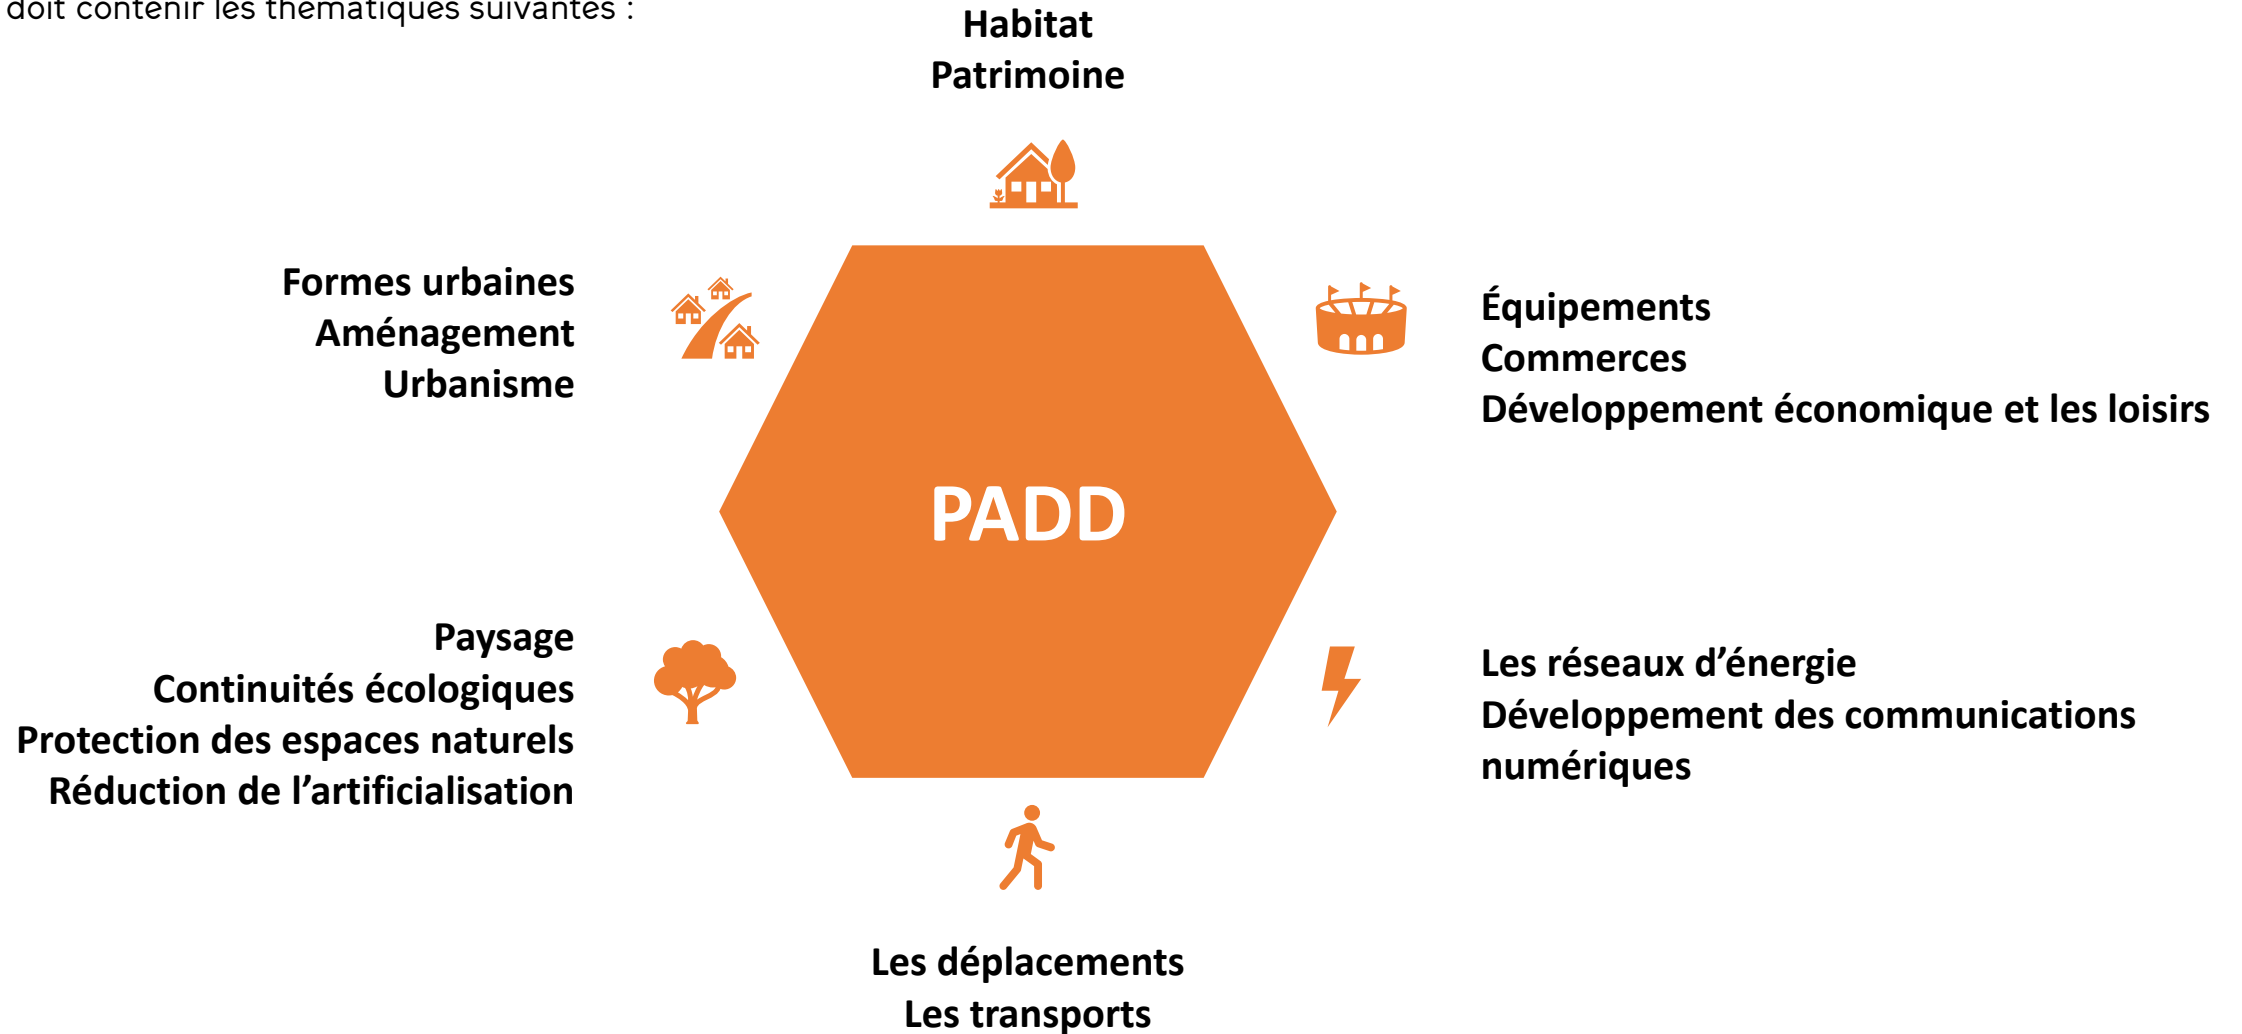 doit contenir les thématiques suivantes :
Habitat
Patrimoine
Formes urbaines
Aménagement
Urbanisme
Équipements
Commerces
Développement économique et les loisirs
PADD
Paysage
Continuités écologiques
Protection des espaces naturels
Réduction de l’artificialisation
Les réseaux d’énergie
Développement des communications
numériques
Les déplacements
Les transports